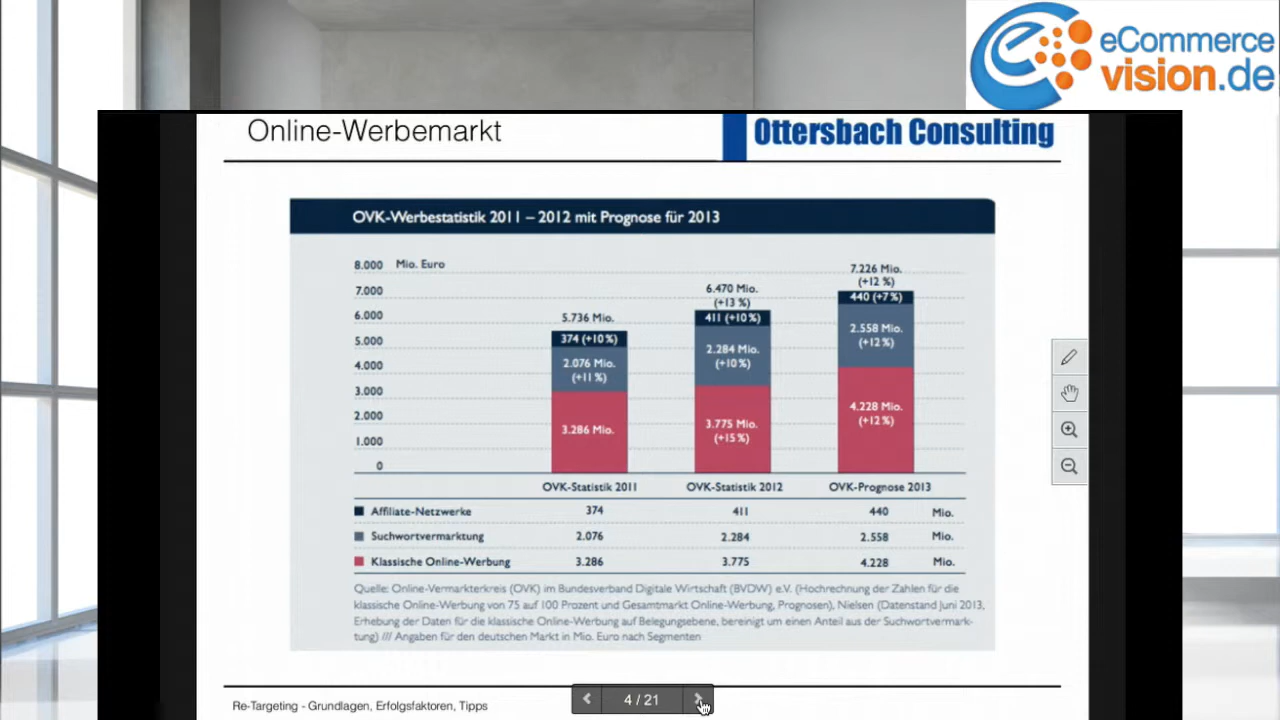 eCommerce
vision.de
Online-Werbemarkt
Ottersbach Consulting
OVK-Werbestatistik 2011 – 2012 mit Prognose für 2013
8.000 Mio. Euro
7.000
6.000
5.000
4.000
3.000
2.000
1.000
0
5.736 Mio.
374 (+10%)
2.076 Mio.
(+11%)
3.286 Mio.
6.470 Mio.
(+13 %)
411 (+10%)
2.284 Mio.
(+10%)
3.775 Mio.
(+15%)
7.226 Mio.
(+12 %)
440 (+7%)
2.558 Mio.
(+12%)
4.228 Mio.
(+12%)
OVK-Statistik 2011 OVK-Statistik 2012 OVK-Prognose 2013
Affiliate-Netzwerke 374 411 440 Mio.
Suchwortvermarktung 2.076 2.284 2.558 Mio.
Klassische Online-Werbung 3.286 3.775 4.228 Mio.
Quelle: Online-Vermarkterkreis (OVK) im Bundesverband Digitale Wirtschaft (BVDW) e.V. (Hochrechnung der Zahlen für die
klassische Online-Werbung von 75 auf 100 Prozent und Gesamtmarkt Online-Werbung, Prognosen), Nielsen (Datenstand Juni 2013,
Erhebung der Daten für die klassische Online-Werbung auf Belegungsebene, bereinigt um einen Anteil aus der Suchwortvermark-
tung) /// Angaben für den deutschen Markt in Mio. Euro nach Segmenten
Re-Targeting - Grundlagen, Erfolgsfaktoren, Tipps
4 / 21